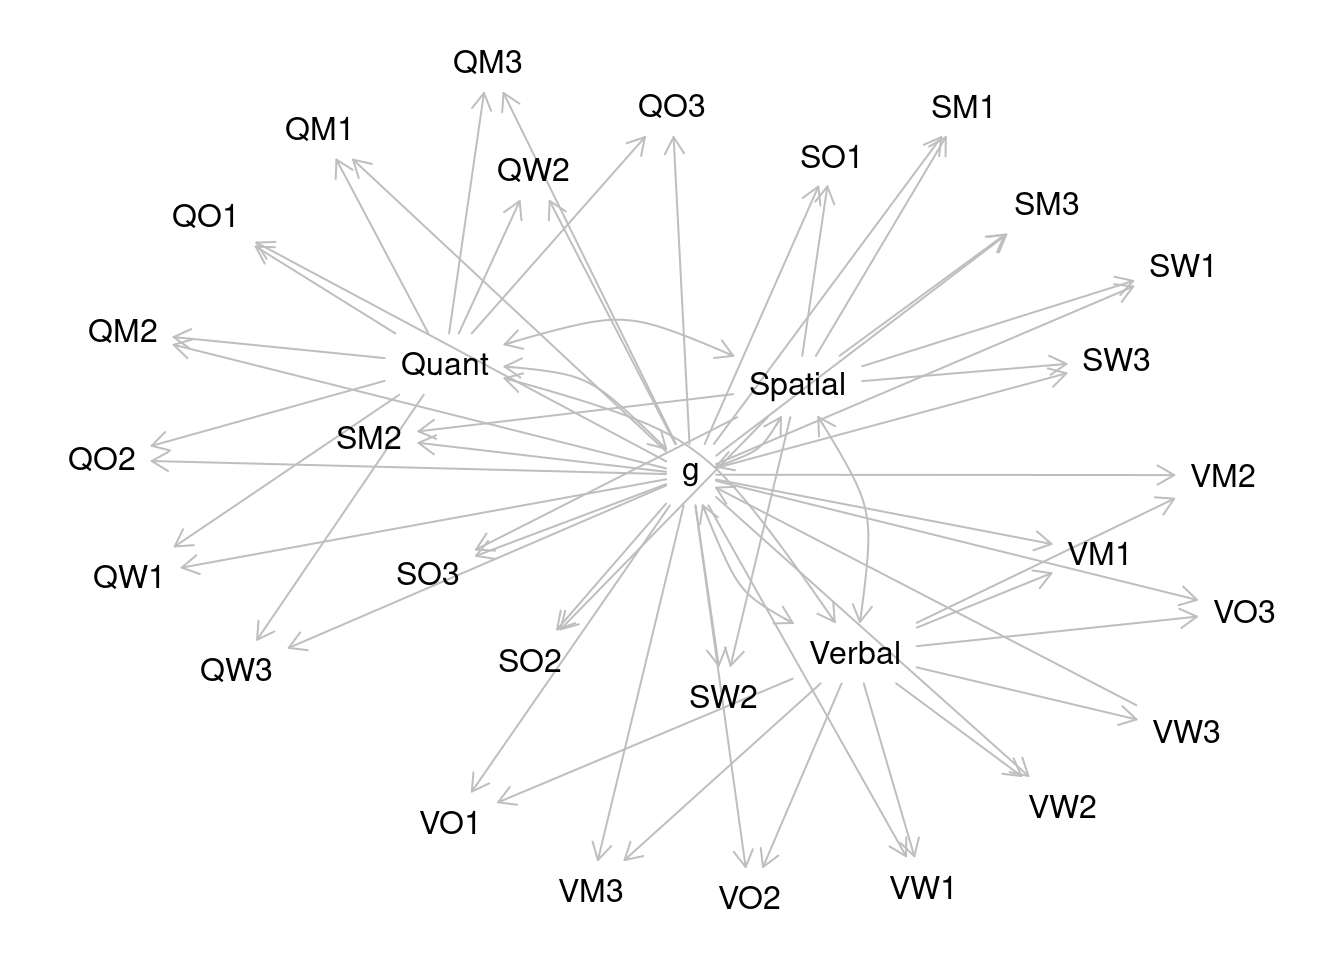 QM3
QO3
SM1
QM1
SO1
QW2
SM3
QO1
SW1
QM2
SW3
Quant
Spatial
SM2
QO2
g
VM2
VM1
SO3
QW1
VO3
Verbal
SO2
QW3
SW2
VW3
VW2
VO1
VW1
VM3
VO2